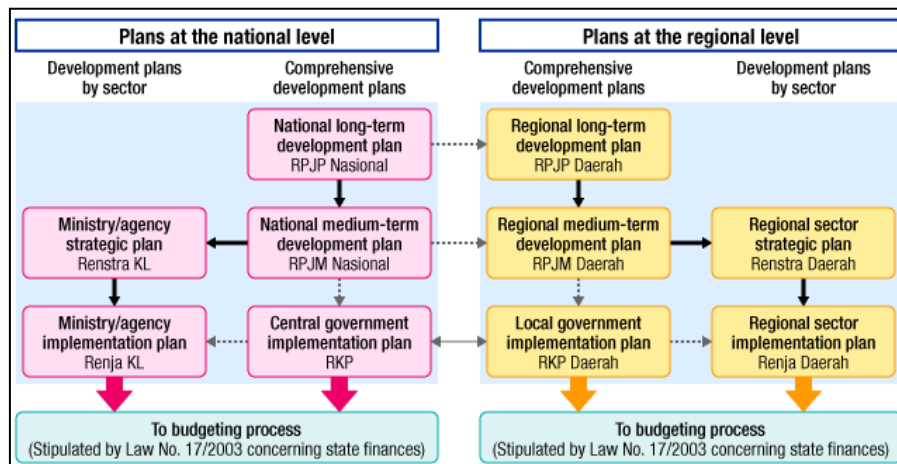 Plans at the national level
Plans at the regional level
Development plans
by sector
Comprehensive
development plans
Comprehensive
development plans
Development plans
by sector
National long-term
development plan
RPJP Nasional
Regional long-term
development plan
RPJP Daerah
Ministry/agency
strategic plan
Renstra KL
National medium-term
development plan
RPJM Nasional
Regional medium-term
development plan
RPJM Daerah
Regional sector
strategic plan
Renstra Daerah
Ministry/agency
implementation plan
Renja KL
Central government
implementation plan
RKP
Local government
implementation plan
RKP Daerah
Regional sector
implementation plan
Renja Daerah
To budgeting process
(Stipulated by Law No. 17/2003 concerning state finances)
To budgeting process
(Stipulated by Law No. 17/2003 concerning state finances)